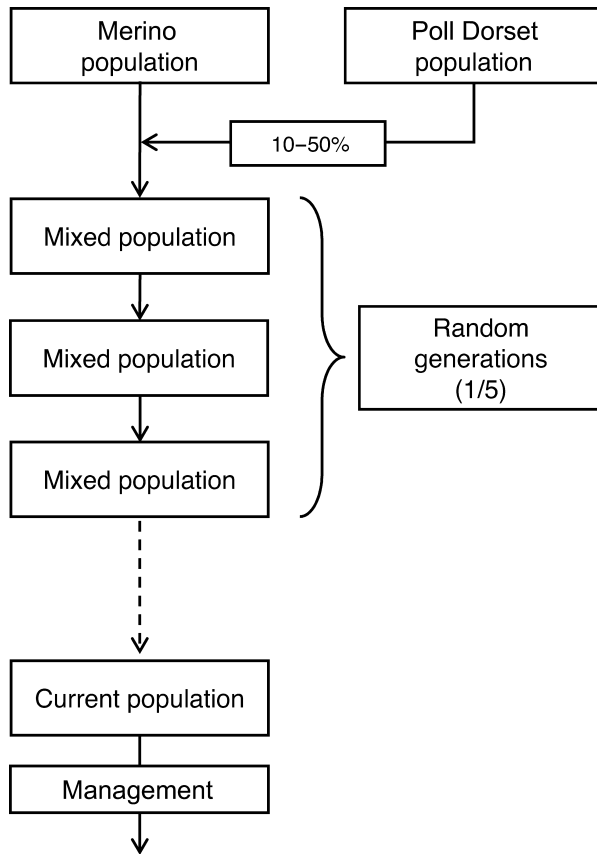 Merino
population
Poll Dorset
population
10–50%
Mixed population
Mixed population
Random
generations
(1/5)
Mixed population
Current population
Management